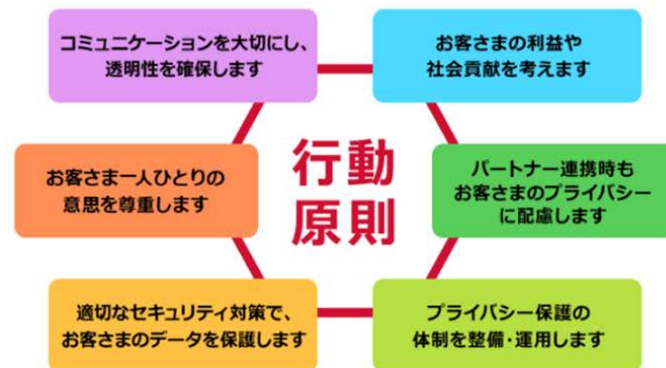 コミュニケーションを大切にし、
透明性を確保します
お客さまの利益や
社会貢献を考えます
お客さま一人ひとりの
意思を尊重します
行動
原則
パートナー連携時も
お客さまのプライバシー
に配慮します
適切なセキュリティ対策で、
お客さまのデータを保護します
プライバシー保護の
体制を整備・運用します